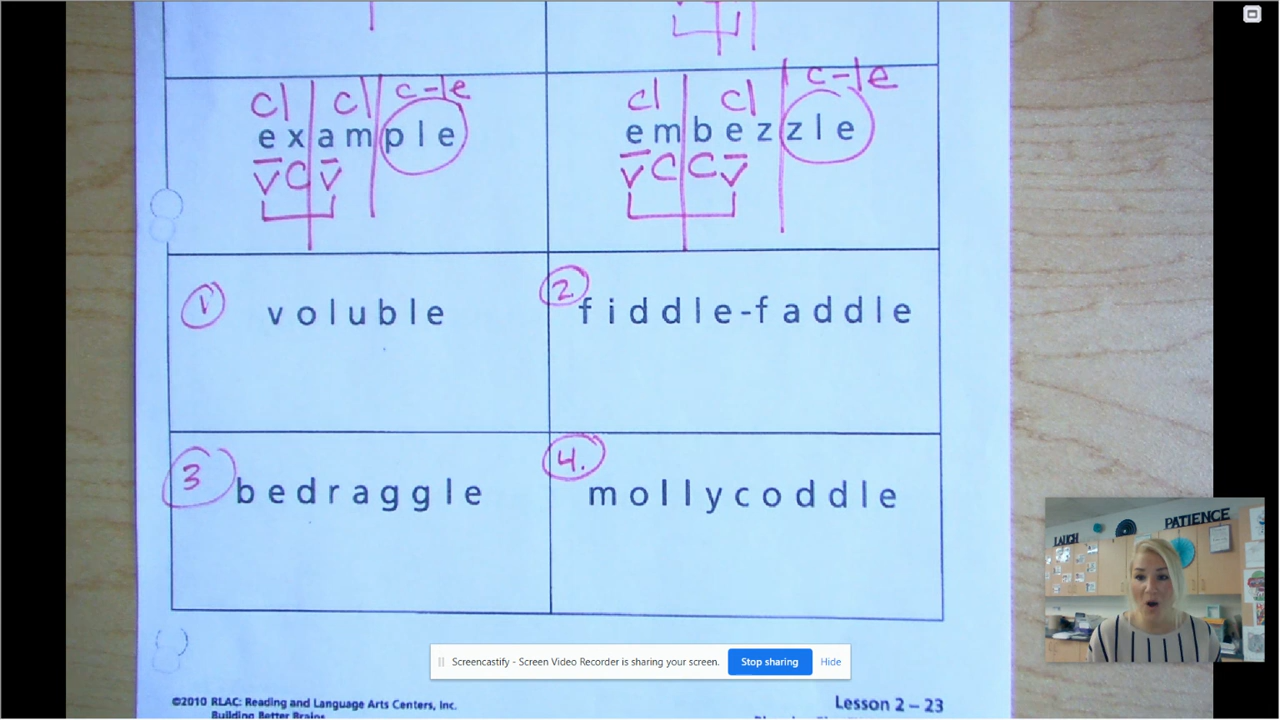 cl cl c-le
example
v c v
cl cl c-le
embezzle
v c c v
1 voluble
2. fiddle-faddle
3 bedraggle
4. mollycoddle
LAUGH
PATIENCE
Screencastify - Screen Video Recorder is sharing your screen.
Stop sharing
Hide
©2010 RLAC: Reading and Language Arts Centers, Inc.
Building Better Brains
Lesson 2 – 23